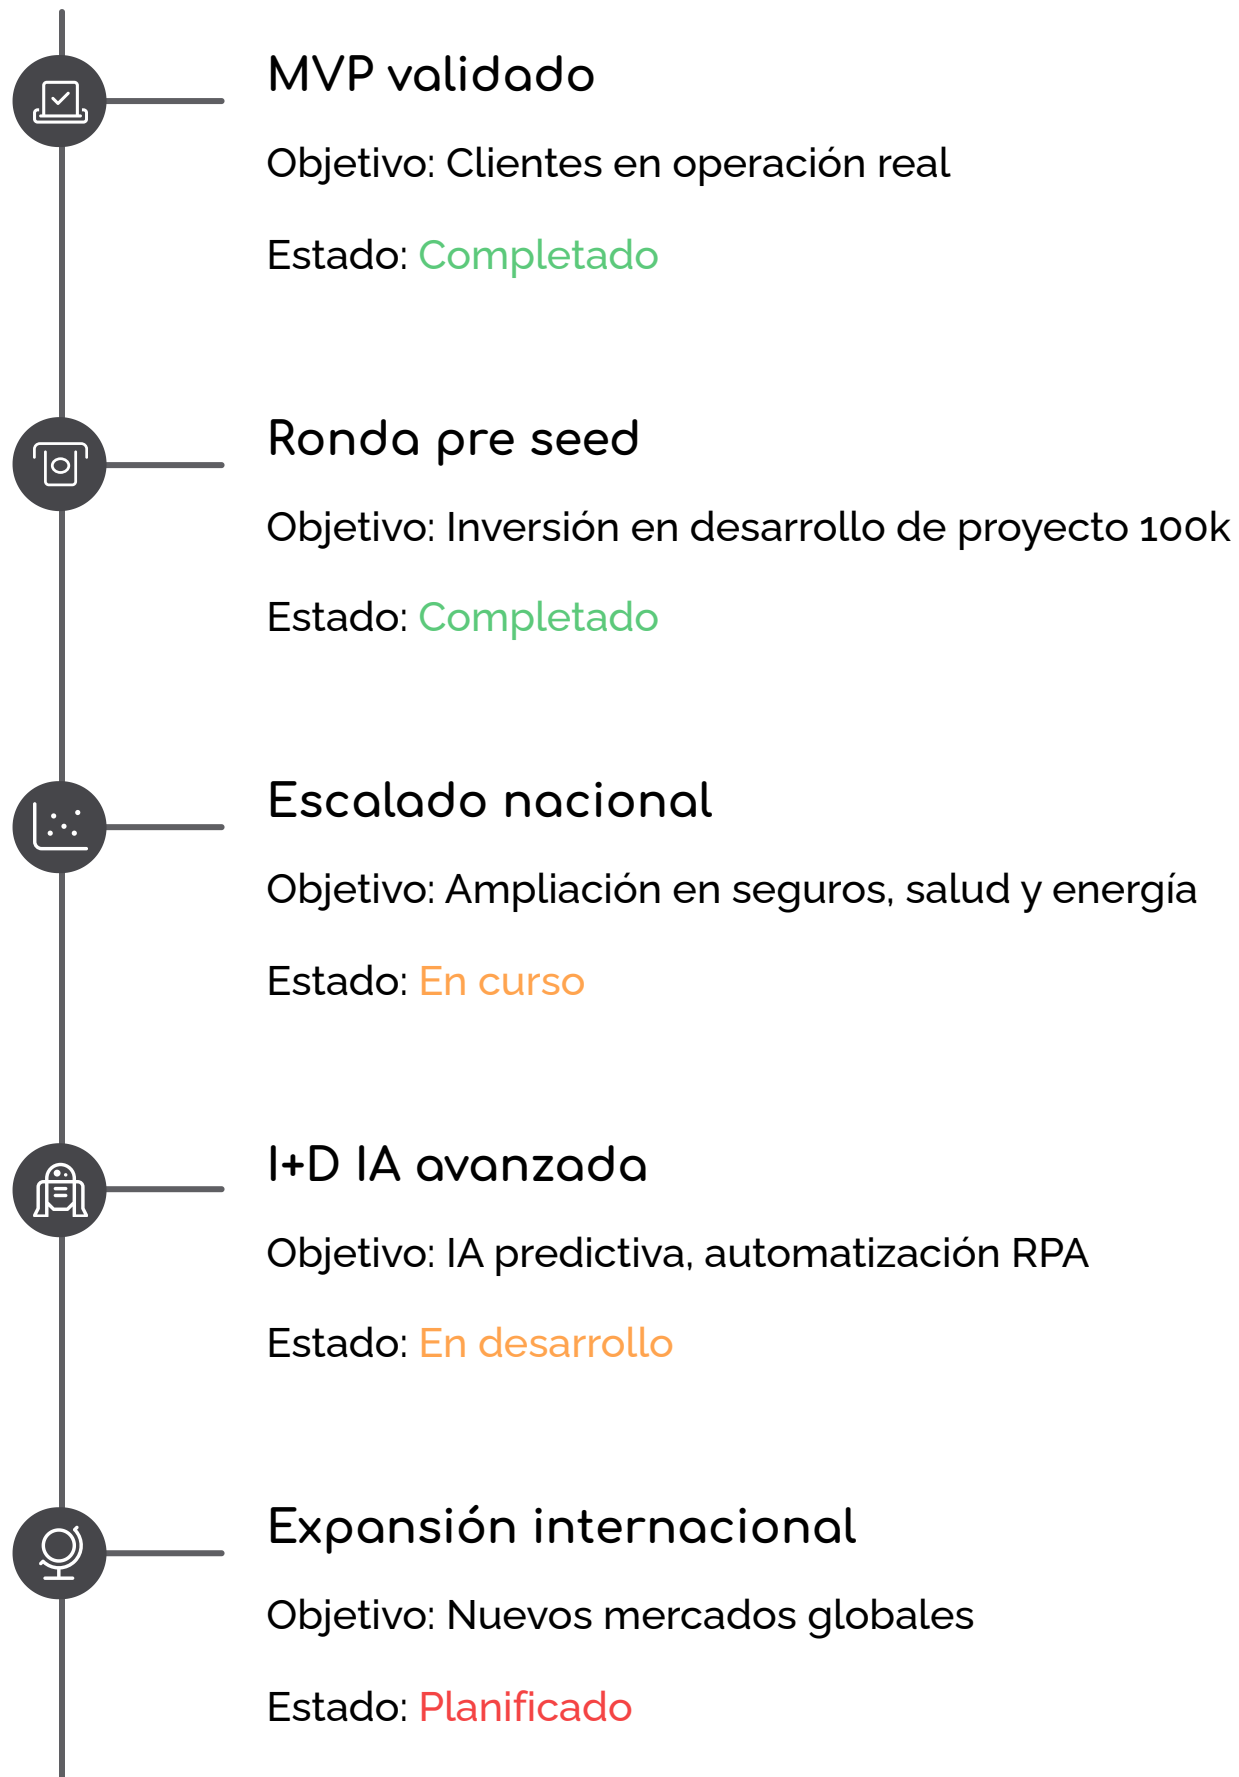 MVP validado
Objetivo: Clientes en operación real
Estado: Completado
Ronda pre seed
Objetivo: Inversión en desarrollo de proyecto 100k
Estado: Completado
Escalado nacional
Objetivo: Ampliación en seguros, salud y energía
Estado: En curso
I+D IA avanzada
Objetivo: IA predictiva, automatización RPA
Estado: En desarrollo
Expansión internacional
Objetivo: Nuevos mercados globales
Estado: Planificado